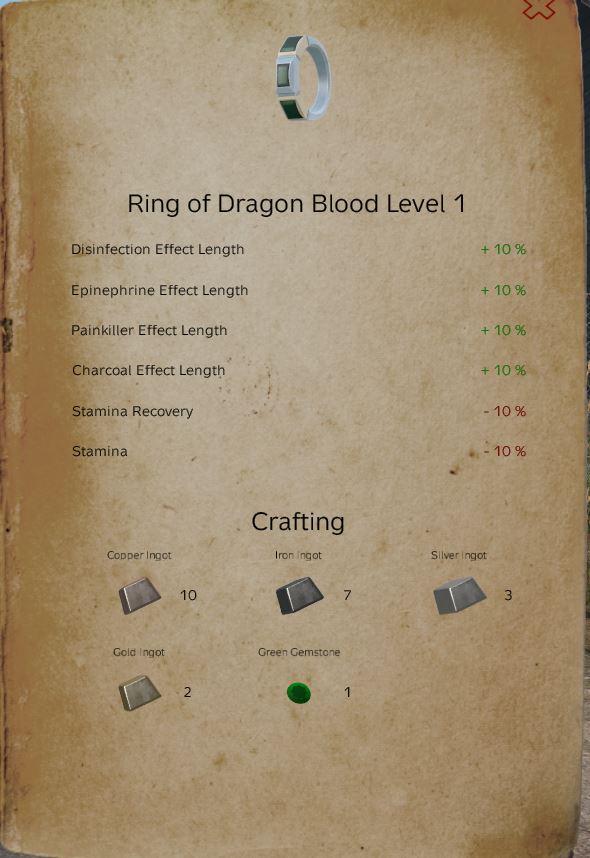 Ring of Dragon Blood Level 1
Disinfection Effect Length + 10 %
Epinephrine Effect Length + 10 %
Painkiller Effect Length + 10 %
Charcoal Effect Length + 10 %
Stamina Recovery - 10 %
Stamina - 10 %
Crafting
Copper Ingot Iron Ingot Silver Ingot
10 7 3
Gold Ingot Green Gemstone
2 1